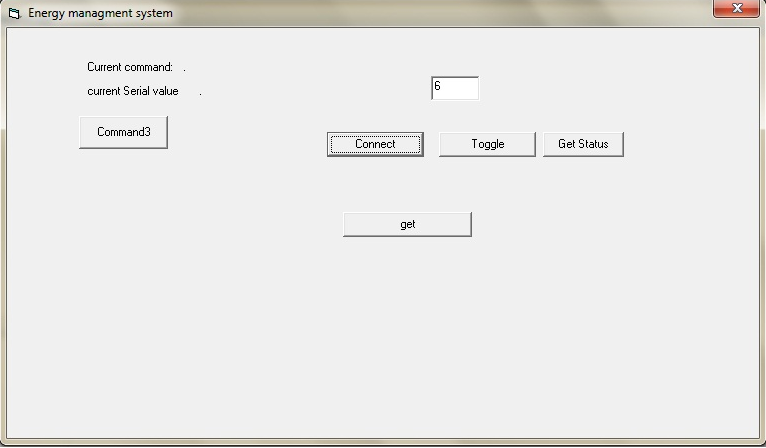 Energy managment system
Current command: .
current Serial value .
6
Command3
Connect
Toggle
Get Status
get